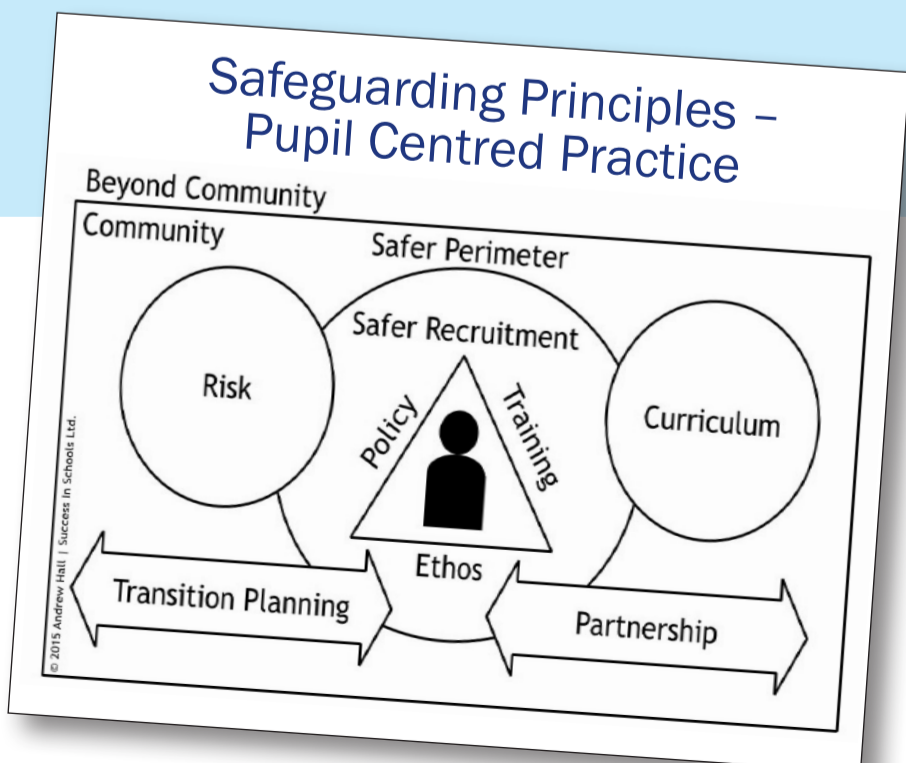 Safeguarding Principles –
Pupil Centred Practice
Beyond Community
Community
Safer Perimeter
Safer Recruitment
Risk
Policy
Training
Curriculum
Ethos
Transition Planning
Partnership
© 2015 Andrew Hall | Success In Schools Ltd.